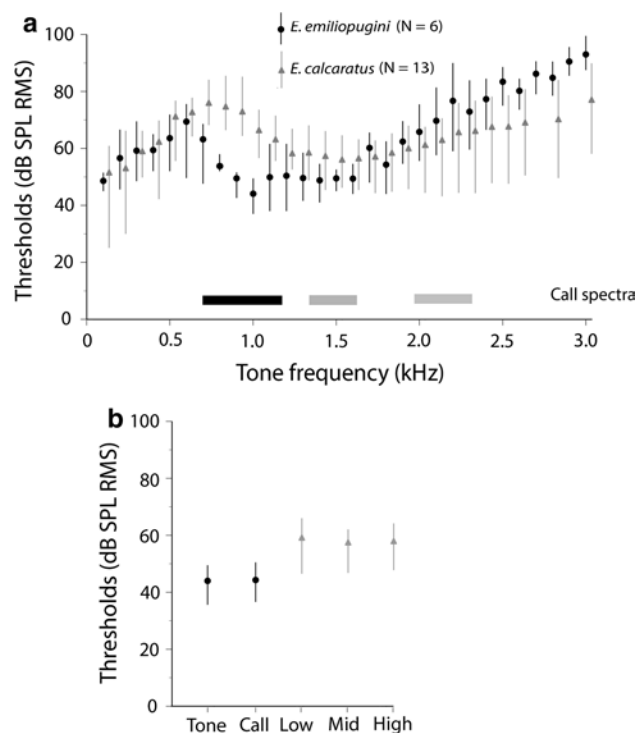 a
E. emiliopugini (N = 6)
E. calcaratus (N = 13)
100
80
60
40
20
0
Thresholds (dB SPL RMS)
Call spectra
0 0.5 1.0 1.5 2.0 2.5 3.0
Tone frequency (kHz)
b
100
80
60
40
20
0
Thresholds (dB SPL RMS)
Tone Call Low Mid High